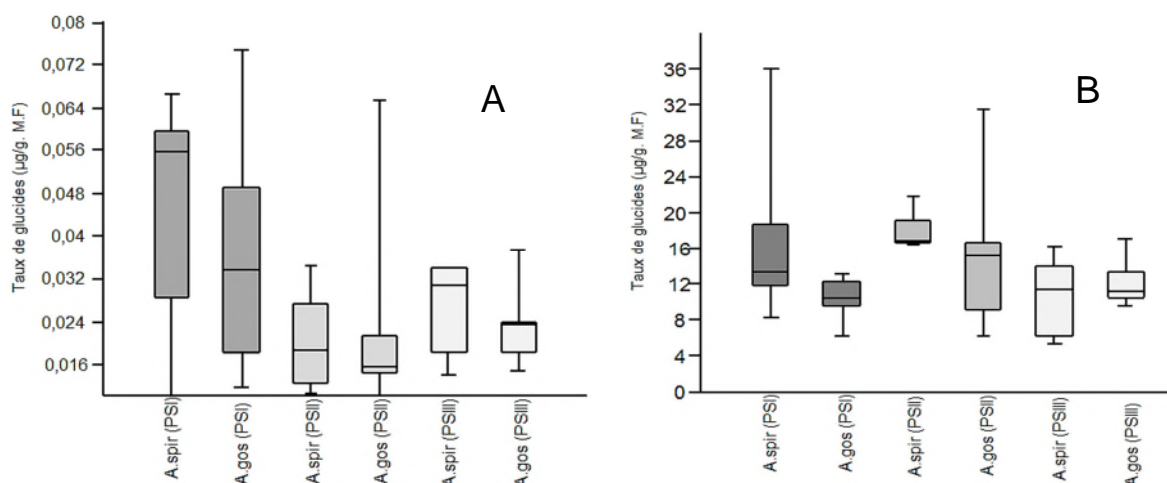 A
Taux de glucides (µg/g. M.F)
0,08
0,072
0,064
0,056
0,048
0,04
0,032
0,024
0,016
A.spir (PSI)
A.gos (PSI)
A.spir (PSII)
A.gos (PSII)
A.spir (PSIII)
A.gos (PSIII)
B
Taux de glucides (µg/g. M.F)
36
32
28
24
20
16
12
8
4
0
A.spir (PSI)
A.gos (PSI)
A.spir (PSII)
A.gos (PSII)
A.spir (PSIII)
A.gos (PSIII)